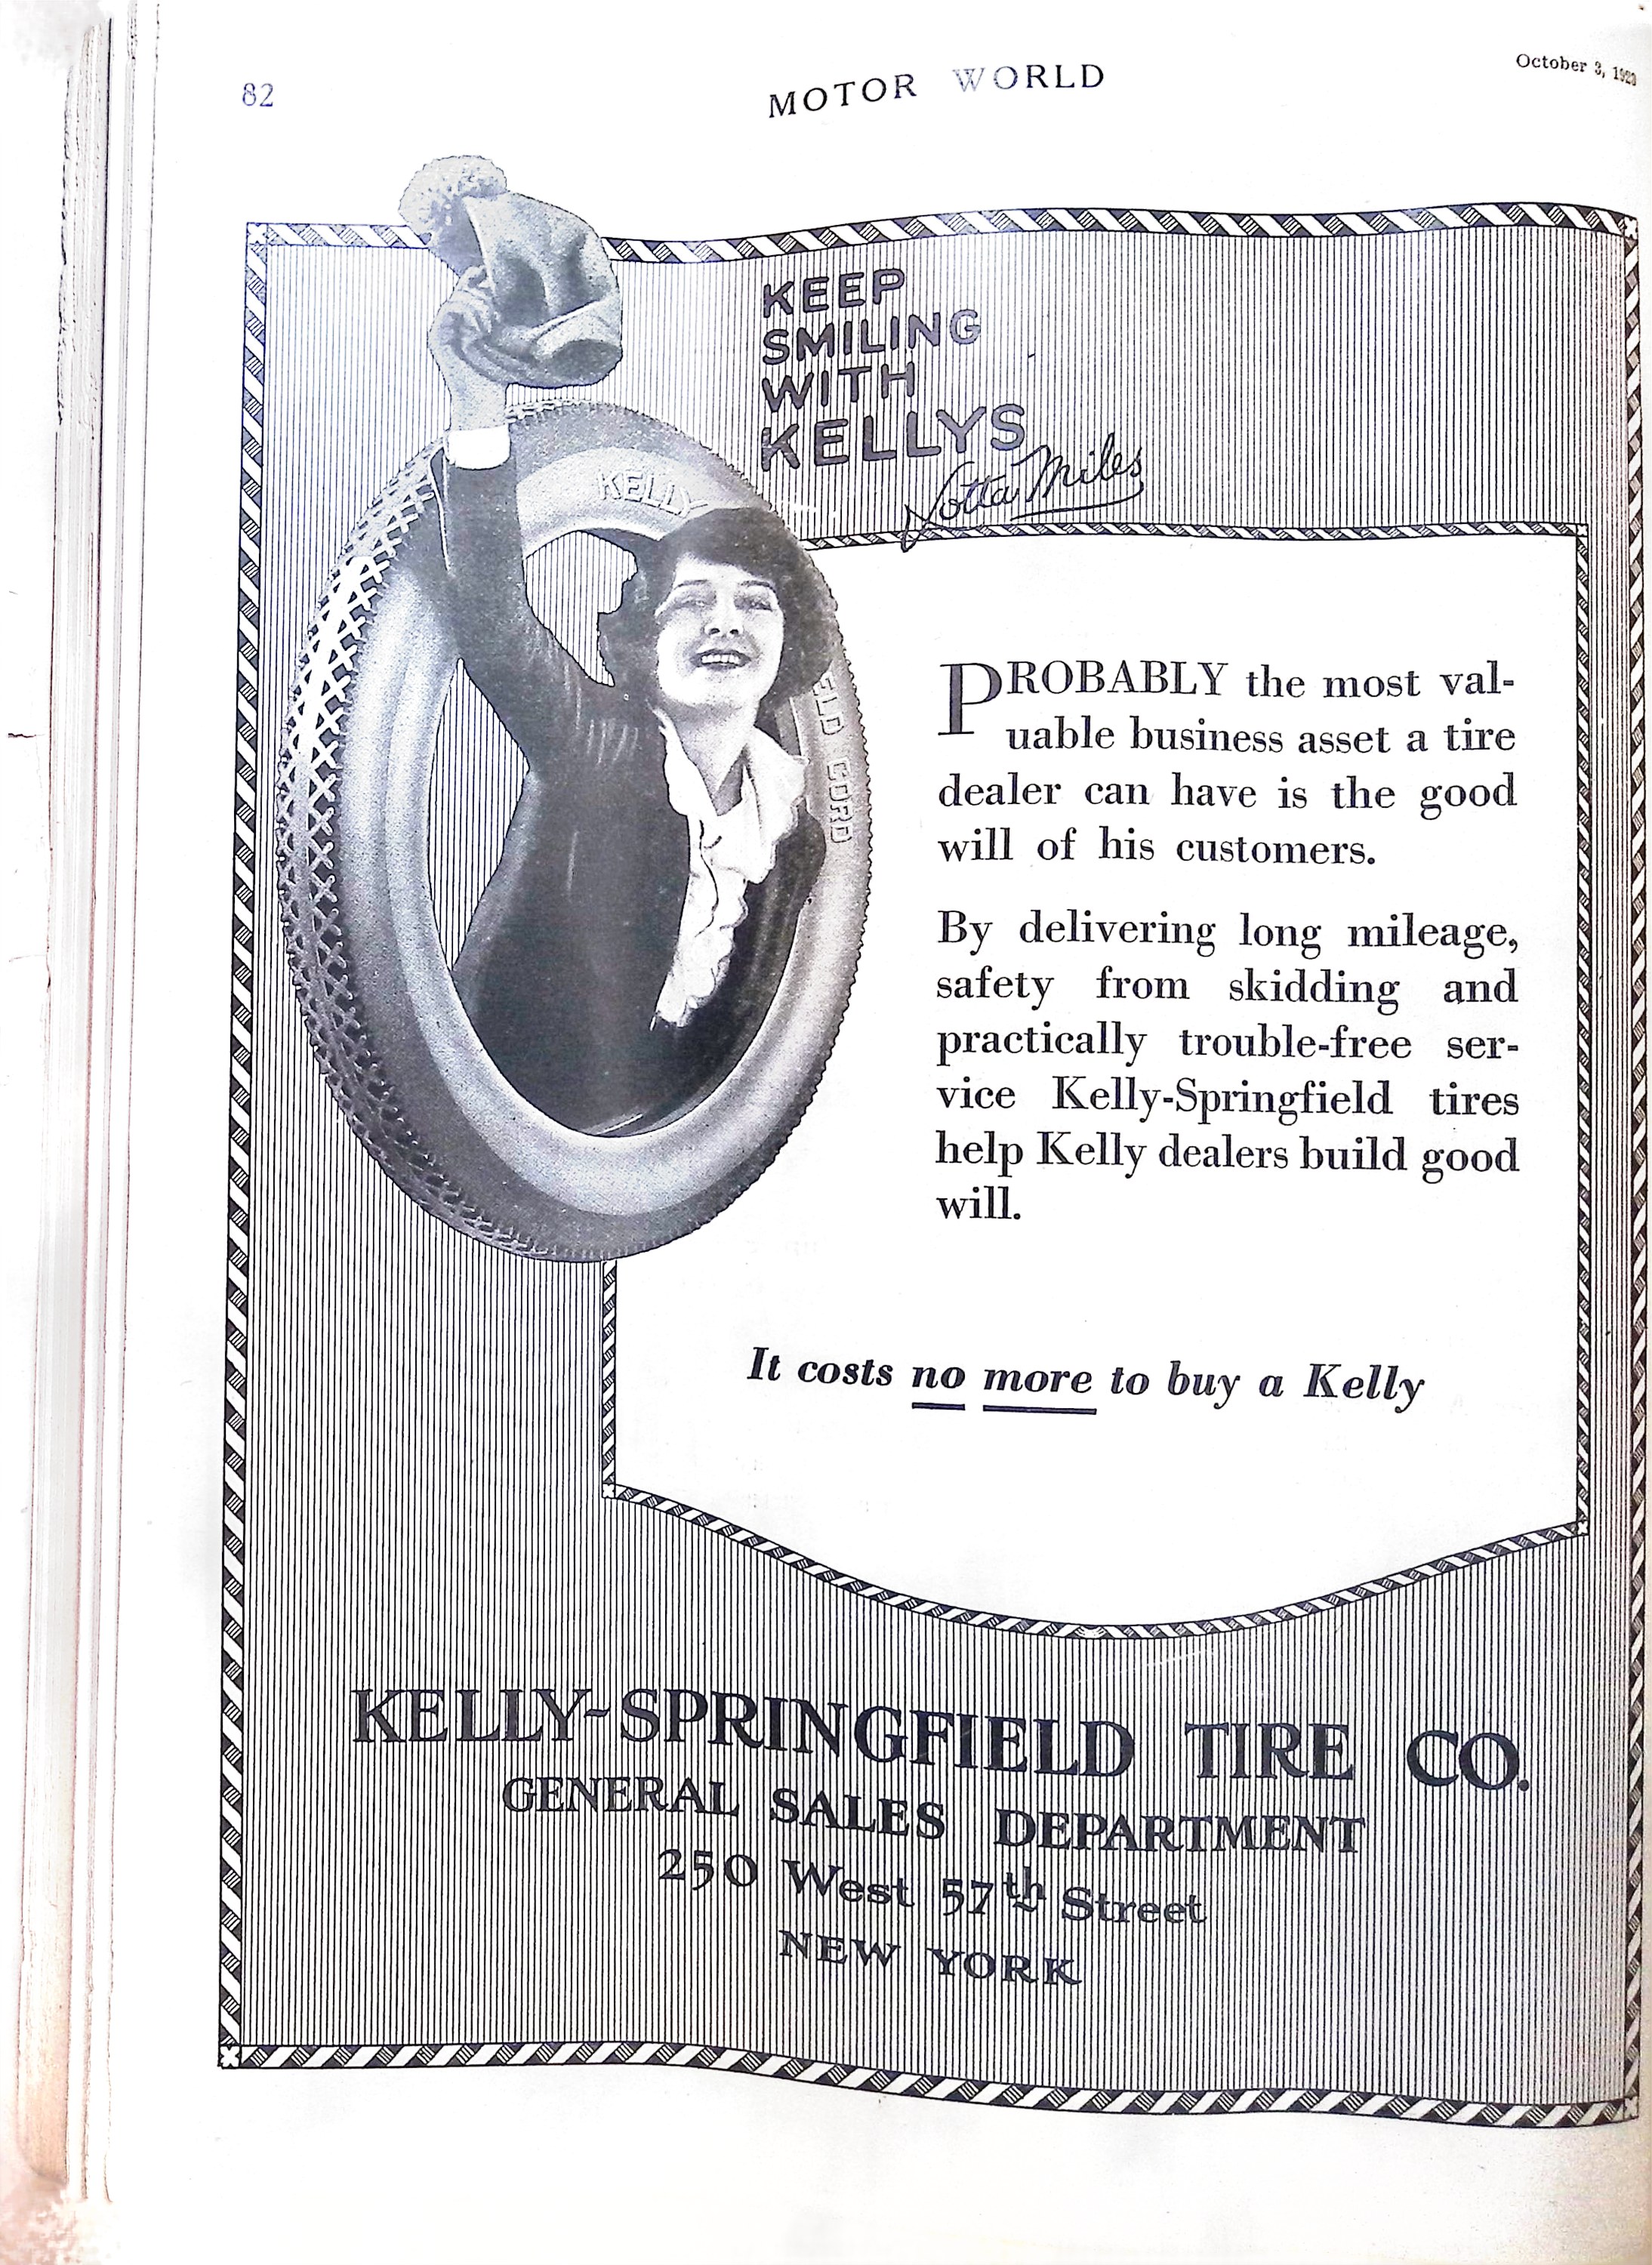 82
MOTOR WORLD
October 3, 1923
KEEP
SMILING
WITH
KELLYS
Lotta Miles
KELLY
ELD CORD
PROBABLY the most val-
uable business asset a tire
dealer can have is the good
will of his customers.
By delivering long mileage,
safety from skidding and
practically trouble-free ser-
vice Kelly-Springfield tires
help Kelly dealers build good
will.
It costs no more to buy a Kelly
KELLY-SPRINGFIELD TIRE CO.
GENERAL SALES DEPARTMENT
250 West 57th Street
NEW YORK